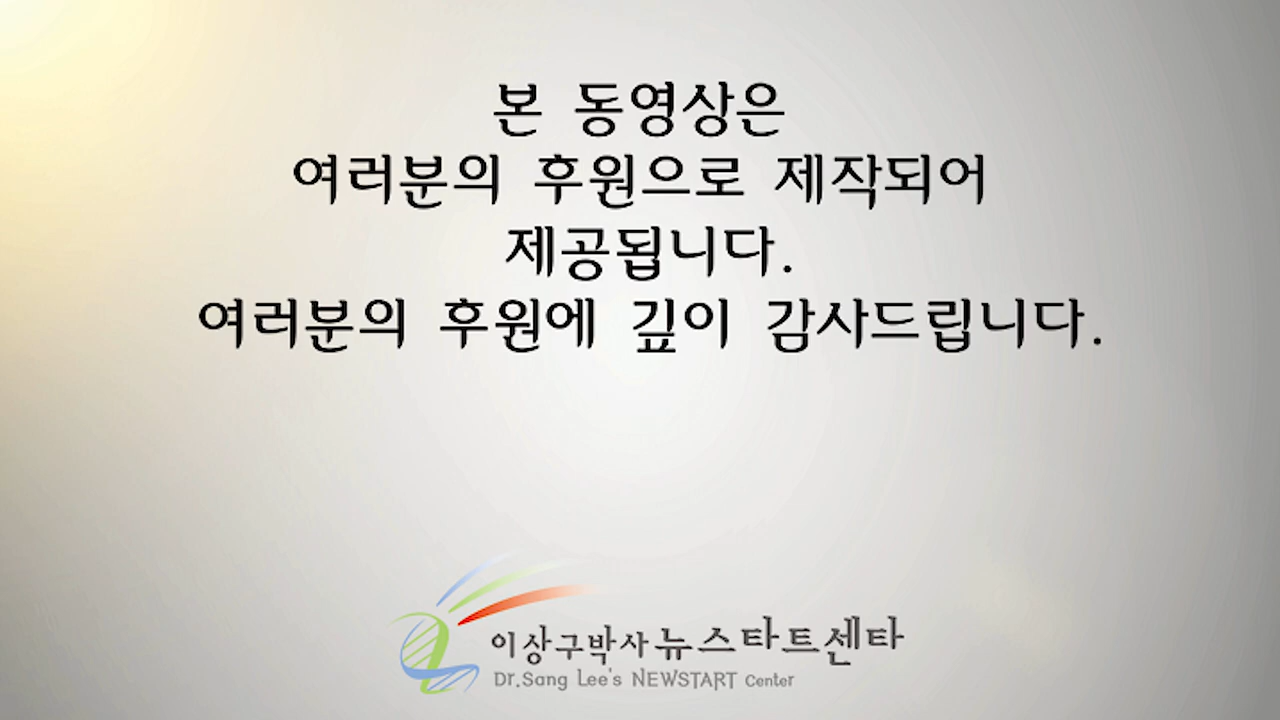 본 동영상은
여러분의 후원으로 제작되어
제공됩니다.
여러분의 후원에 깊이 감사드립니다.
이상구박사 뉴스타트센타
Dr.Sang Lee's NEWSTART Center